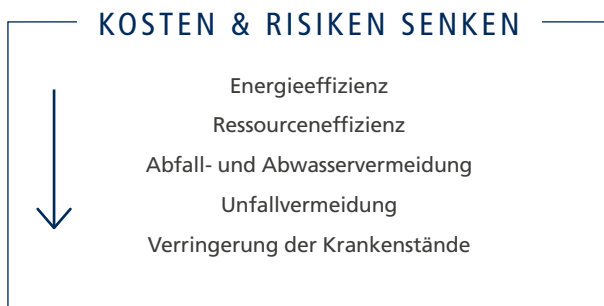 KOSTEN & RISIKEN SENKEN
Energieeffizienz
Ressourceneffizienz
Abfall- und Abwasservermeidung
Unfallvermeidung
Verringerung der Krankenstände